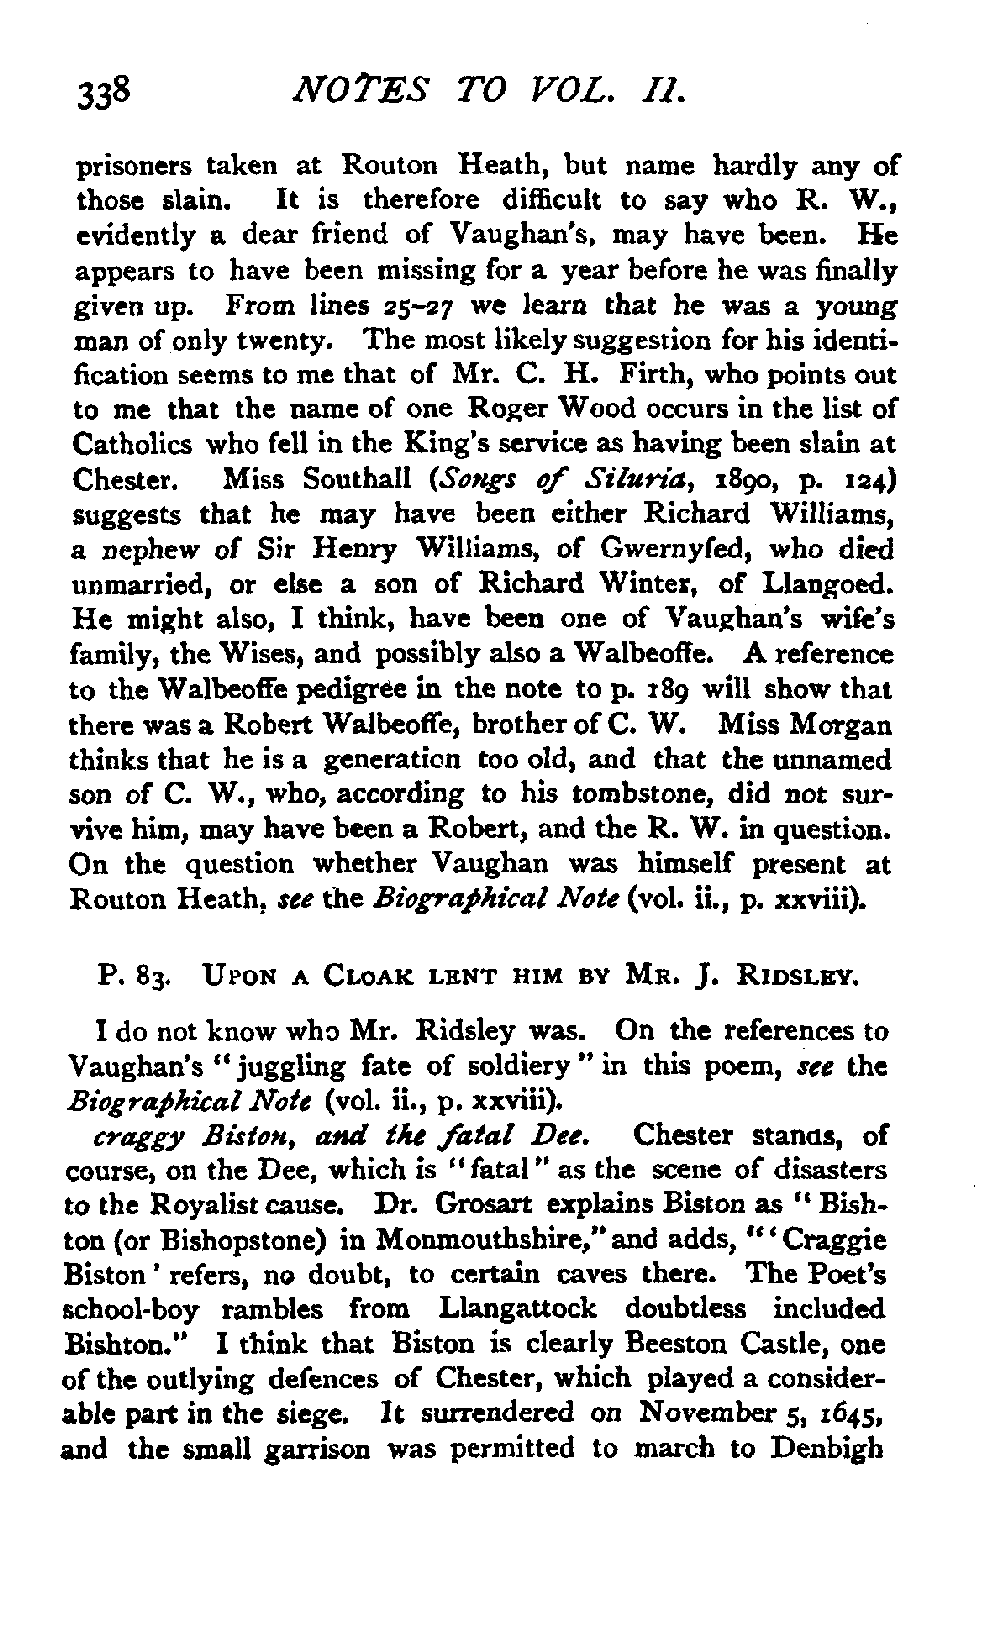 338 NOTES TO VOL. II.
prisoners taken at Routon Heath, but name hardly any of
those slain. It is therefore difficult to say who R. W.,
evidently a dear friend of Vaughan's, may have been. He
appears to have been missing for a year before he was finally
given up. From lines 25–27 we learn that he was a young
man of only twenty. The most likely suggestion for his identi-
fication seems to me that of Mr. C. H. Firth, who points out
to me that the name of one Roger Wood occurs in the list of
Catholics who fell in the King's service as having been slain at
Chester. Miss Southall (Songs of Siluria, 1890, p. 124)
suggests that he may have been either Richard Williams,
a nephew of Sir Henry Williams, of Gwernyfed, who died
unmarried, or else a son of Richard Winter, of Llangoed.
He might also, I think, have been one of Vaughan's wife's
family, the Wises, and possibly also a Walbeoffe. A reference
to the Walbeoffe pedigree in the note to p. 189 will show that
there was a Robert Walbeoffe, brother of C. W. Miss Morgan
thinks that he is a generation too old, and that the unnamed
son of C. W., who, according to his tombstone, did not sur-
vive him, may have been a Robert, and the R. W. in question.
On the question whether Vaughan was himself present at
Routon Heath, see the Biographical Note (vol. ii., p. xxviii).
P. 83. UPON A CLOAK LENT HIM BY MR. J. RIDSLEY.
I do not know who Mr. Ridsley was. On the references to
Vaughan's "juggling fate of soldiery" in this poem, see the
Biographical Note (vol. ii., p. xxviii).
craggy Biston, and the fatal Dee. Chester stands, of
course, on the Dee, which is "fatal" as the scene of disasters
to the Royalist cause. Dr. Grosart explains Biston as "Bish-
ton (or Bishopstone) in Monmouthshire," and adds, "'Craggie
Biston' refers, no doubt, to certain caves there. The Poet's
school-boy rambles from Llangattock doubtless included
Bishton." I think that Biston is clearly Beeston Castle, one
of the outlying defences of Chester, which played a consider-
able part in the siege. It surrendered on November 5, 1645,
and the small garrison was permitted to march to Denbigh